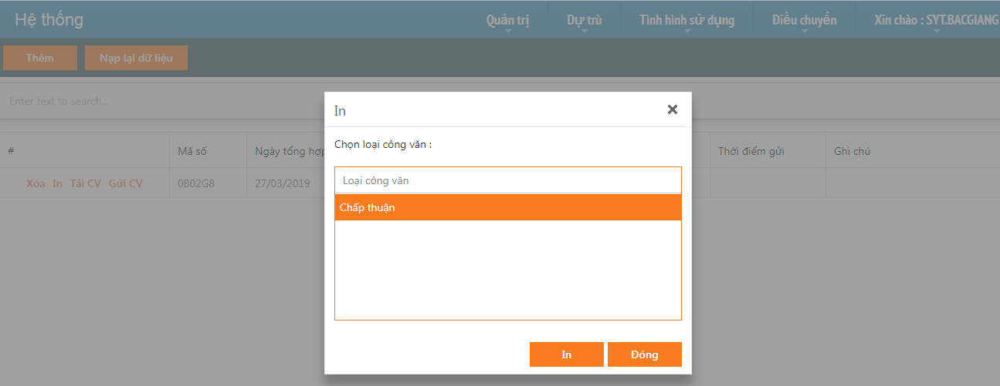 Hệ thống
Quản trị
Dự trù
Tình hình sử dụng
Điều chuyển
Xin chào : SYT.BACGIANG
Thêm
Nạp lại dữ liệu
Enter text to search...
In
Chọn loại công văn :
Loại công văn
Chấp thuận
In
Đóng
#
Mã số
Ngày tổng hợp
Thời điểm gửi
Ghi chú
Xóa In Tải CV Gửi CV
0B02G8
27/03/2019